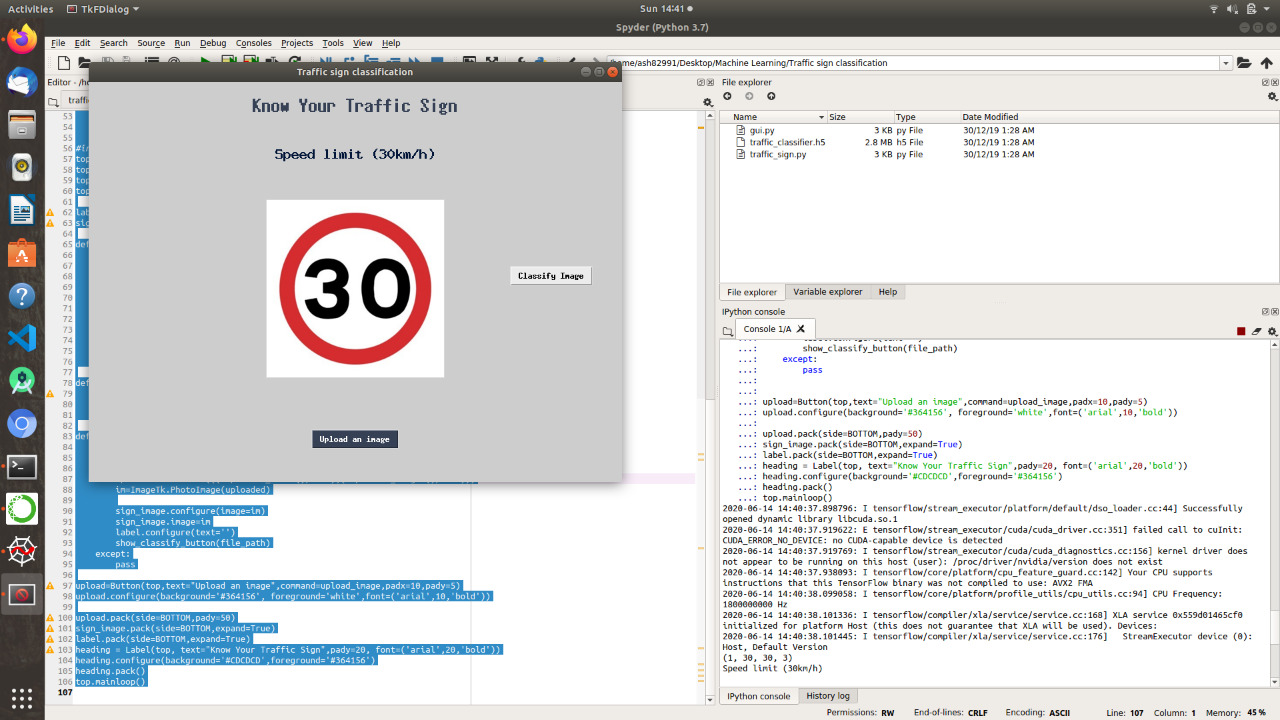 Activities
TkFDialog
Sun 14:41
Spyder (Python 3.7)
File Edit Search Source Run Debug Consoles Projects Tools View Help
/home/ash82991/Desktop/Machine Learning/Traffic sign classification
Editor - /ho
Traffic sign classification
Know Your Traffic Sign
Speed limit (30km/h)
30
Classify Image
Upload an image
53
54
55
56 #
57 top
58 top
59 top
60 top
61
62 lab
63 sig
64
65 de
66
67
68
69
70
71
72
73
74
75
76
77
78 de
79
80
81
82
83 de
84
85
86
87
88 im=ImageTk.PhotoImage(uploaded)
89
90 sign_image.configure(image=im)
91 sign_image.image=im
92 label.configure(text='')
93 show_classify_button(file_path)
94 except:
95 pass
96
97 upload=Button(top,text="Upload an image",command=upload_image,padx=10,pady=5)
98 upload.configure(background='#364156', foreground='white',font=('arial',10,'bold'))
99
100 upload.pack(side=BOTTOM,pady=50)
101 sign_image.pack(side=BOTTOM,expand=True)
102 label.pack(side=BOTTOM,expand=True)
103 heading = Label(top, text="Know Your Traffic Sign",pady=20, font=('arial',20,'bold'))
104 heading.configure(background='#CDCDCD',foreground='#364156')
105 heading.pack()
106 top.mainloop()
107
File explorer
Name Size Type Date Modified
gui.py 3 KB py File 30/12/19 1:28 AM
traffic_classifier.h5 2.8 MB h5 File 30/12/19 1:28 AM
traffic_sign.py 3 KB py File 30/12/19 1:28 AM
File explorer Variable explorer Help
IPython console
Console 1/A
...: show_classify_button(file_path)
...: except:
...: pass
...:
...:
...: upload=Button(top,text="Upload an image",command=upload_image,padx=10,pady=5)
...: upload.configure(background='#364156', foreground='white',font=('arial',10,'bold'))
...:
...: upload.pack(side=BOTTOM,pady=50)
...: sign_image.pack(side=BOTTOM,expand=True)
...: label.pack(side=BOTTOM,expand=True)
...: heading = Label(top, text="Know Your Traffic Sign",pady=20, font=('arial',20,'bold'))
...: heading.configure(background='#CDCDCD',foreground='#364156')
...: heading.pack()
...: top.mainloop()
2020-06-14 14:40:37.898796: I tensorflow/stream_executor/platform/default/dso_loader.cc:44] Successfully
opened dynamic library libcuda.so.1
2020-06-14 14:40:37.919622: E tensorflow/stream_executor/cuda/cuda_driver.cc:351] failed call to cuInit:
CUDA_ERROR_NO_DEVICE: no CUDA-capable device is detected
2020-06-14 14:40:37.919769: I tensorflow/stream_executor/cuda/cuda_diagnostics.cc:156] kernel driver does
not appear to be running on this host (user): /proc/driver/nvidia/version does not exist
2020-06-14 14:40:37.938093: I tensorflow/core/platform/cpu_feature_guard.cc:142] Your CPU supports
instructions that this TensorFlow binary was not compiled to use: AVX2 FMA
2020-06-14 14:40:38.099058: I tensorflow/core/platform/profile_utils/cpu_utils.cc:94] CPU Frequency:
1800000000 Hz
2020-06-14 14:40:38.101336: I tensorflow/compiler/xla/service/service.cc:168] XLA service 0x559d01465cf0
initialized for platform Host (this does not guarantee that XLA will be used). Devices:
2020-06-14 14:40:38.101445: I tensorflow/compiler/xla/service/service.cc:176] StreamExecutor device (0):
Host, Default Version
(1, 30, 30, 3)
Speed limit (30km/h)
IPython console History log
Permissions: RW End-of-lines: CRLF Encoding: ASCII Line: 107 Column: 1 Memory: 45 %